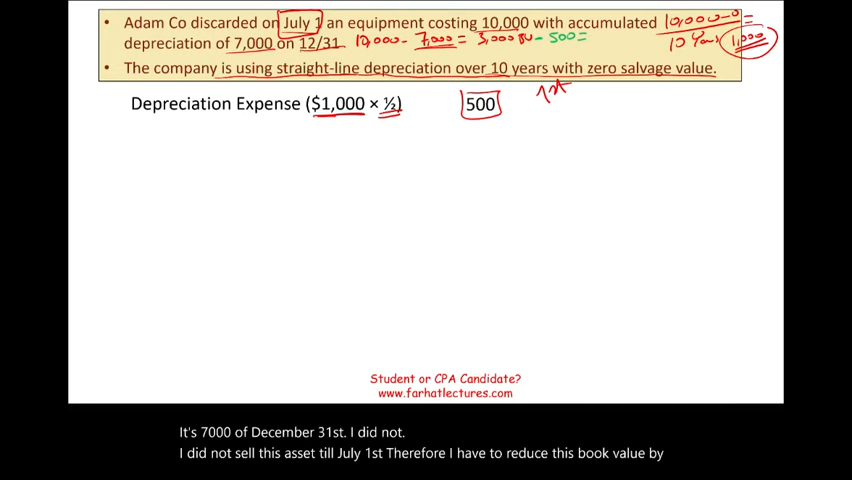 • Adam Co discarded on July 1 an equipment costing 10,000 with accumulated
depreciation of 7,000 on 12/31
10,000 - 7,000 = 3,000 BV - 500 =
10,000 - 0 =
10 Years
1,000
• The company is using straight-line depreciation over 10 years with zero salvage value.
Depreciation Expense ($1,000 × ½)
500
1st
Student or CPA Candidate?
www.farhatlectures.com
It's 7000 of December 31st. I did not.
I did not sell this asset till July 1st Therefore I have to reduce this book value by